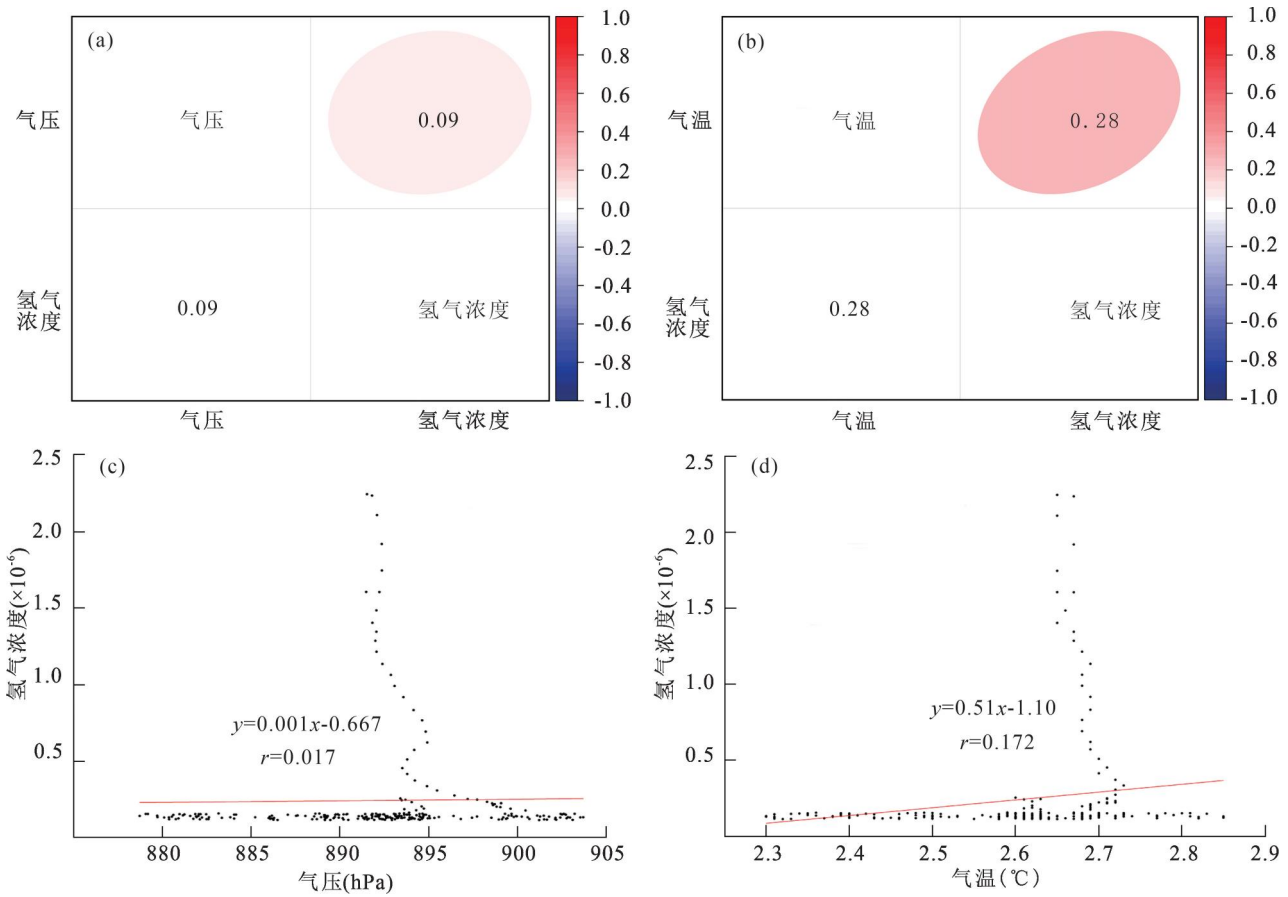 (a)
气压
气压
0.09
氢气
浓度
0.09
氢气浓度
气压
氢气浓度
1.0
0.8
0.6
0.4
0.2
0.0
-0.2
-0.4
-0.6
-0.8
-1.0
(b)
气温
气温
0.28
氢气
浓度
0.28
氢气浓度
气温
氢气浓度
1.0
0.8
0.6
0.4
0.2
0.0
-0.2
-0.4
-0.6
-0.8
-1.0
(c)
氢气浓度(×10⁻⁶)
2.5
2.0
1.5
1.0
0.5
y=0.001x-0.667
r=0.017
880
885
890
895
900
905
气压(hPa)
(d)
氢气浓度(×10⁻⁶)
2.5
2.0
1.5
1.0
0.5
y=0.51x-1.10
r=0.172
2.3
2.4
2.5
2.6
2.7
2.8
2.9
气温(℃)